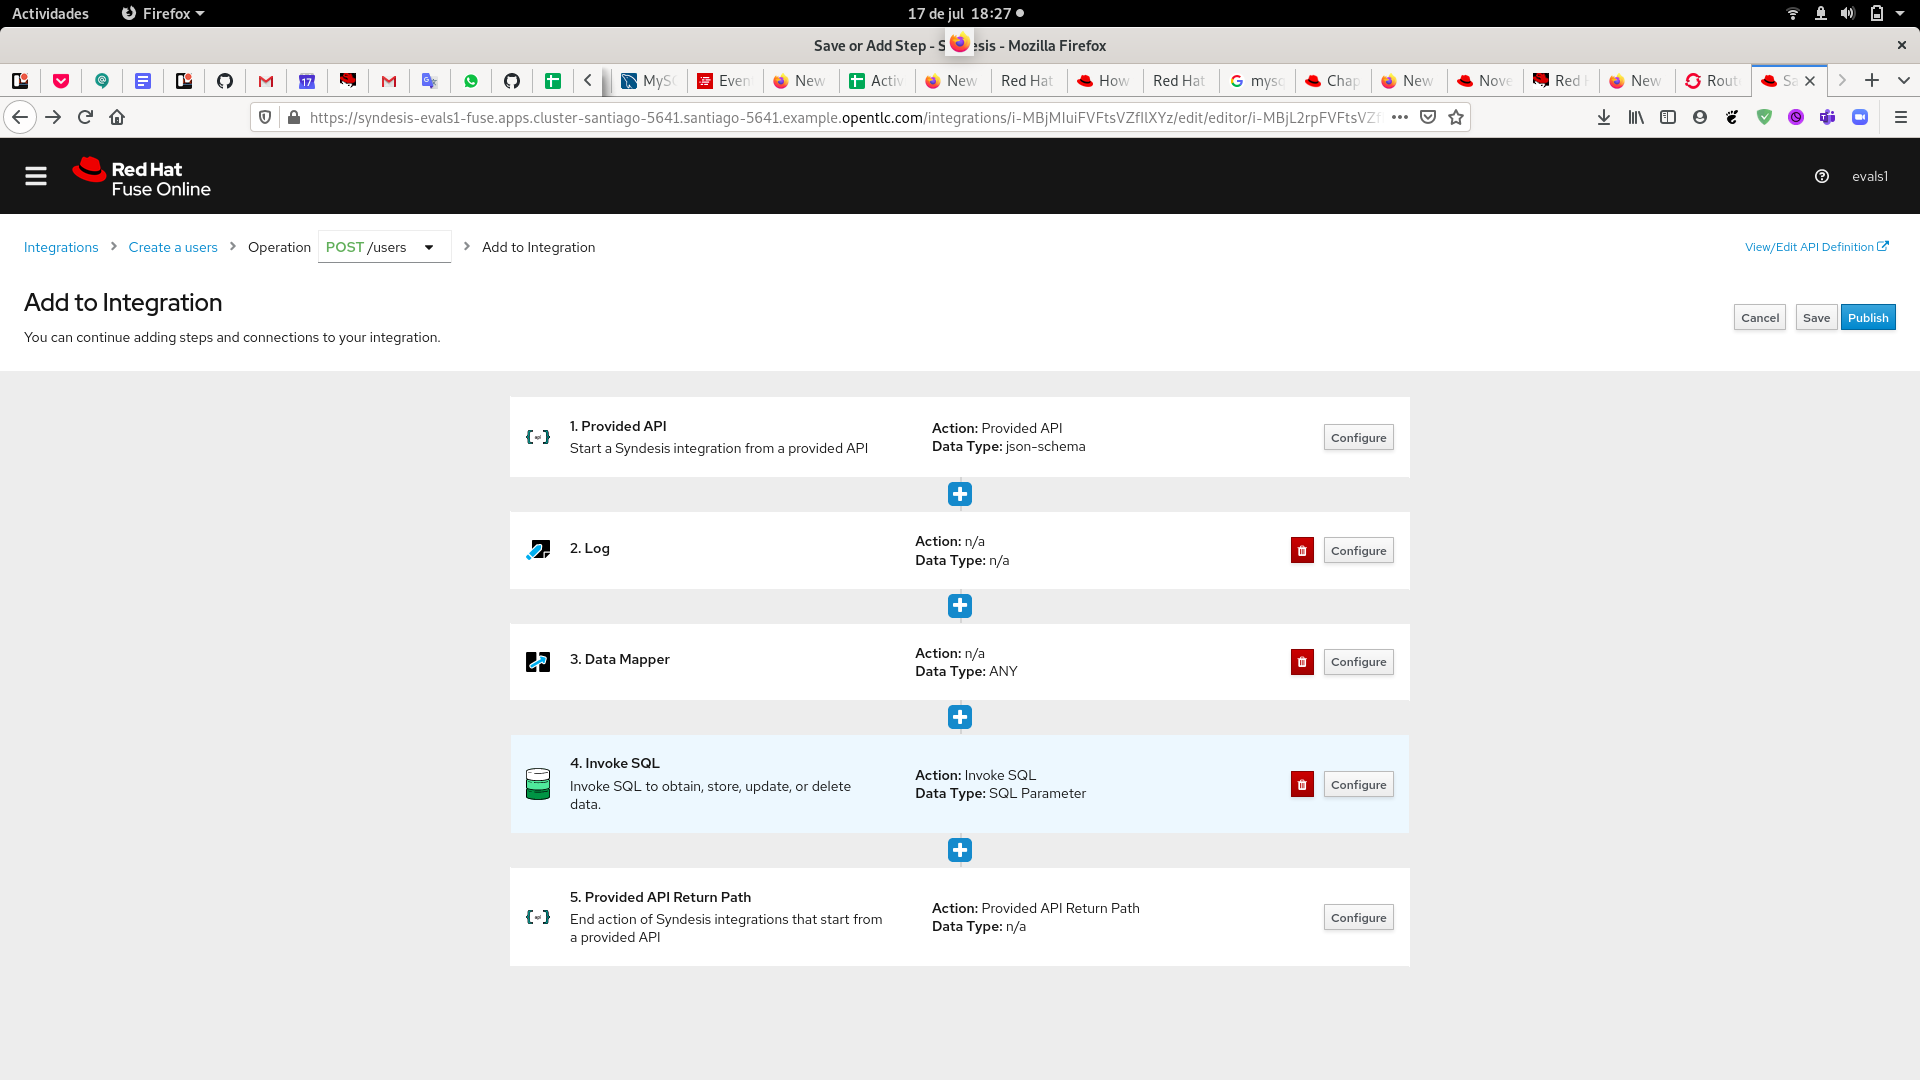 Actividades Firefox 17 de jul 18:27
Save or Add Step - S esis - Mozilla Firefox
17 MyS Even New Activ New Red Hat How Red Hat mysq Chap New Nove Red New Rout Sa
https://syndesis-evals1-fuse.apps.cluster-santiago-5641.santiago-5641.example.opentlc.com/integrations/i-MBjMIuiFVFtsVZfIlXYz/edit/editor/i-MBjL2rpFVFtsVZf
Red Hat
Fuse Online
evals1
Integrations > Create a users > Operation POST /users > Add to Integration
View/Edit API Definition
Add to Integration
You can continue adding steps and connections to your integration.
Cancel Save Publish
1. Provided API
Start a Syndesis integration from a provided API
Action: Provided API
Data Type: json-schema
Configure
2. Log
Action: n/a
Data Type: n/a
Configure
3. Data Mapper
Action: n/a
Data Type: ANY
Configure
4. Invoke SQL
Invoke SQL to obtain, store, update, or delete
data.
Action: Invoke SQL
Data Type: SQL Parameter
Configure
5. Provided API Return Path
End action of Syndesis integrations that start from
a provided API
Action: Provided API Return Path
Data Type: n/a
Configure